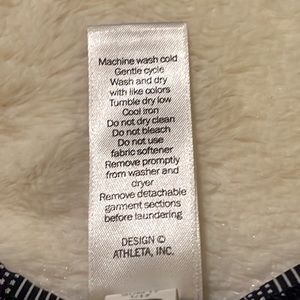 Machine wash cold
Gentle cycle
Wash and dry
with like colors
Tumble dry low
Cool iron
Do not dry clean
Do not bleach
Do not use
fabric softener
Remove promptly
from washer and
dryer
Remove detachable
garment sections
before laundering
DESIGN ©
ATHLETA, INC.